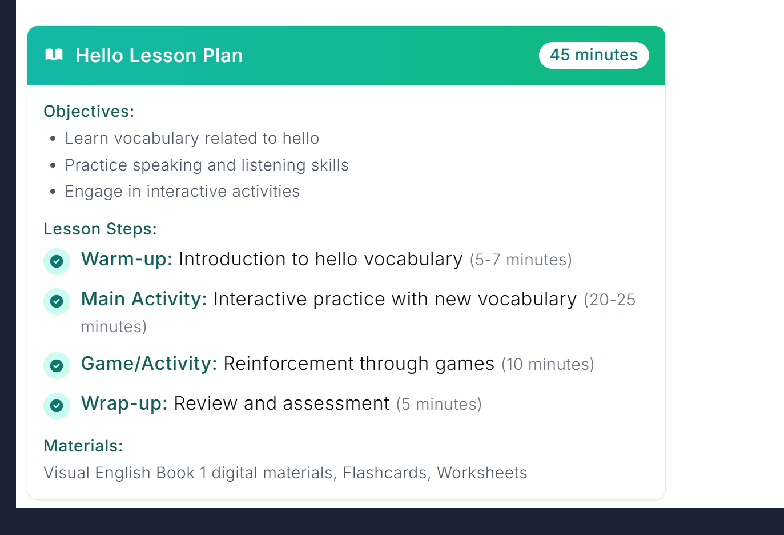 Hello Lesson Plan
45 minutes
Objectives:
Learn vocabulary related to hello
Practice speaking and listening skills
Engage in interactive activities
Lesson Steps:
Warm-up: Introduction to hello vocabulary (5-7 minutes)
Main Activity: Interactive practice with new vocabulary (20-25
minutes)
Game/Activity: Reinforcement through games (10 minutes)
Wrap-up: Review and assessment (5 minutes)
Materials:
Visual English Book 1 digital materials, Flashcards, Worksheets